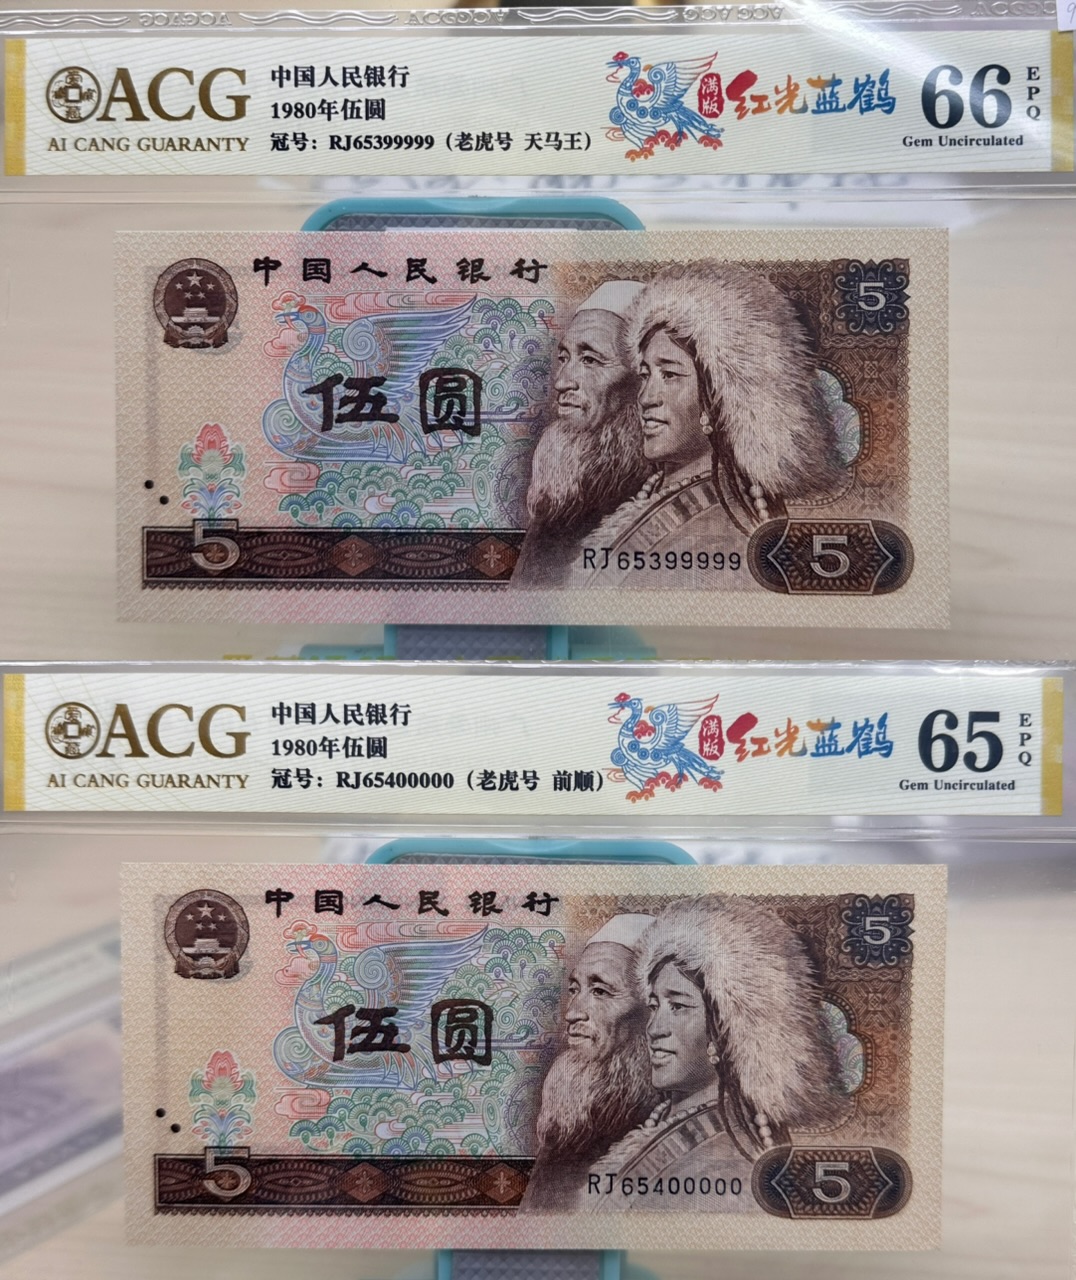 ACG
AI CANG GUARANTY
中国人民银行
1980年伍圆
冠号：RJ65399999（老虎号 天马王）
满版
红光蓝鹤
66
EPQ
Gem Uncirculated
中国人民银行
5
伍圆
5
RJ65399999
5
ACG
AI CANG GUARANTY
中国人民银行
1980年伍圆
冠号：RJ65400000（老虎号 前顺）
满版
红光蓝鹤
65
EPQ
Gem Uncirculated
中国人民银行
5
伍圆
5
RJ65400000
5